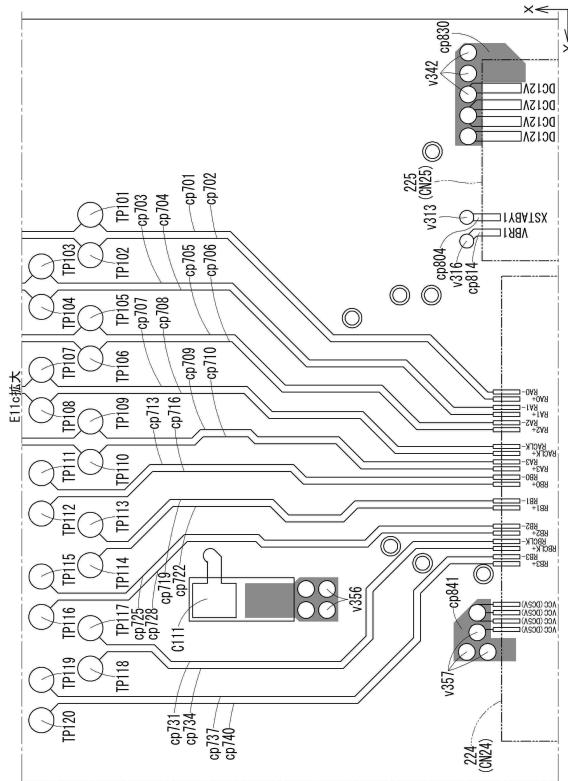 E11c拡大
X
Y
TP101
TP102
TP103
TP104
TP105
TP106
TP107
TP108
TP109
TP110
TP111
TP112
TP113
TP114
TP115
TP116
TP117
TP118
TP119
TP120
cp701
cp702
cp703
cp704
cp705
cp706
cp707
cp708
cp709
cp710
cp713
cp716
cp719
cp722
cp725
cp728
cp731
cp734
cp737
cp740
C111
v356
v357
cp841
224
(CN24)
225
(CN25)
v313
cp804
v316
cp814
v342
cp830
XSTABY1
VBR1
DC12V
DC12V
DC12V
DC12V
RA0-
RA0+
RA1-
RA1+
RA2-
RA2+
RACLK-
RACLK+
RA3-
RA3+
RB0-
RB0+
RB1-
RB1+
RB2-
RB2+
RBCLK-
RBCLK+
RB3-
RB3+
VCC(DC5V)
VCC(DC5V)
VCC(DC5V)
VCC(DC5V)